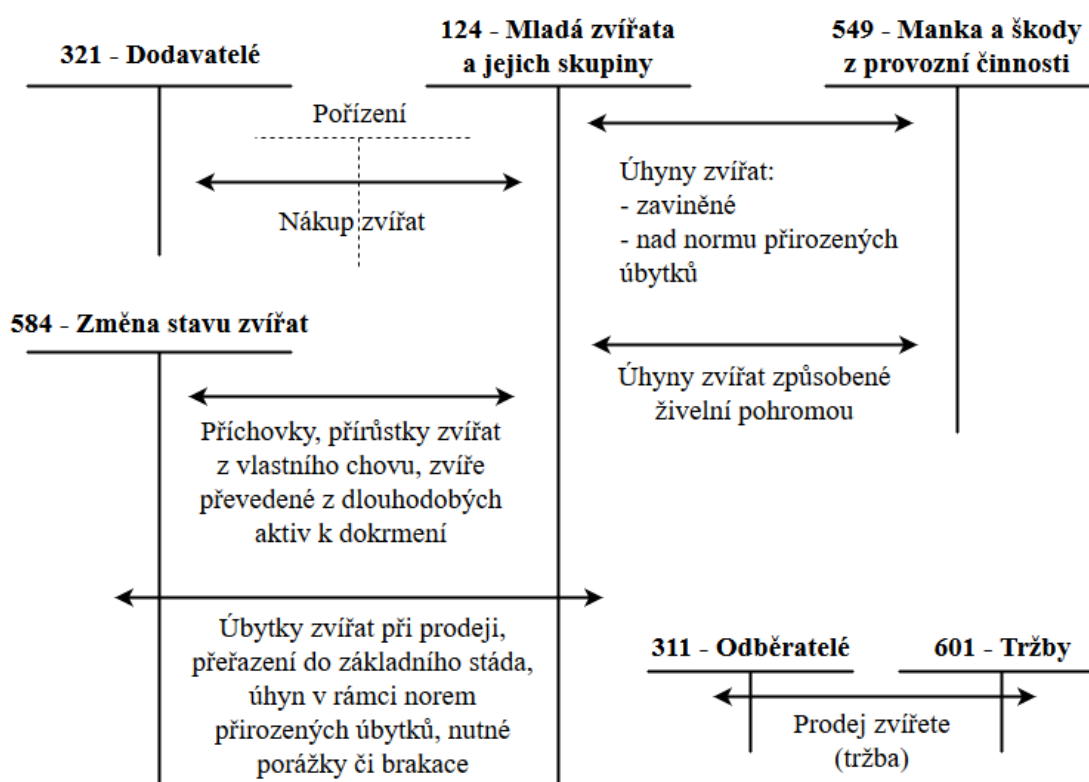 321 - Dodavatelé
124 - Mladá zvířata
a jejich skupiny
549 - Manka a škody
z provozní činnosti
Pořízení
Nákup zvířat
Úhyny zvířat:
- zaviněné
- nad normu přirozených
úbytků
584 - Změna stavu zvířat
Úhyny zvířat způsobené
živelní pohromou
Příchovky, přírůstky zvířat
z vlastního chovu, zvíře
převedené z dlouhodobých
aktiv k dokrmení
Úbytky zvířat při prodeji,
přeřazení do základního stáda,
úhyn v rámci norem
přirozených úbytků, nutné
porážky či brakace
311 - Odběratelé
601 - Tržby
Prodej zvířete
(tržba)